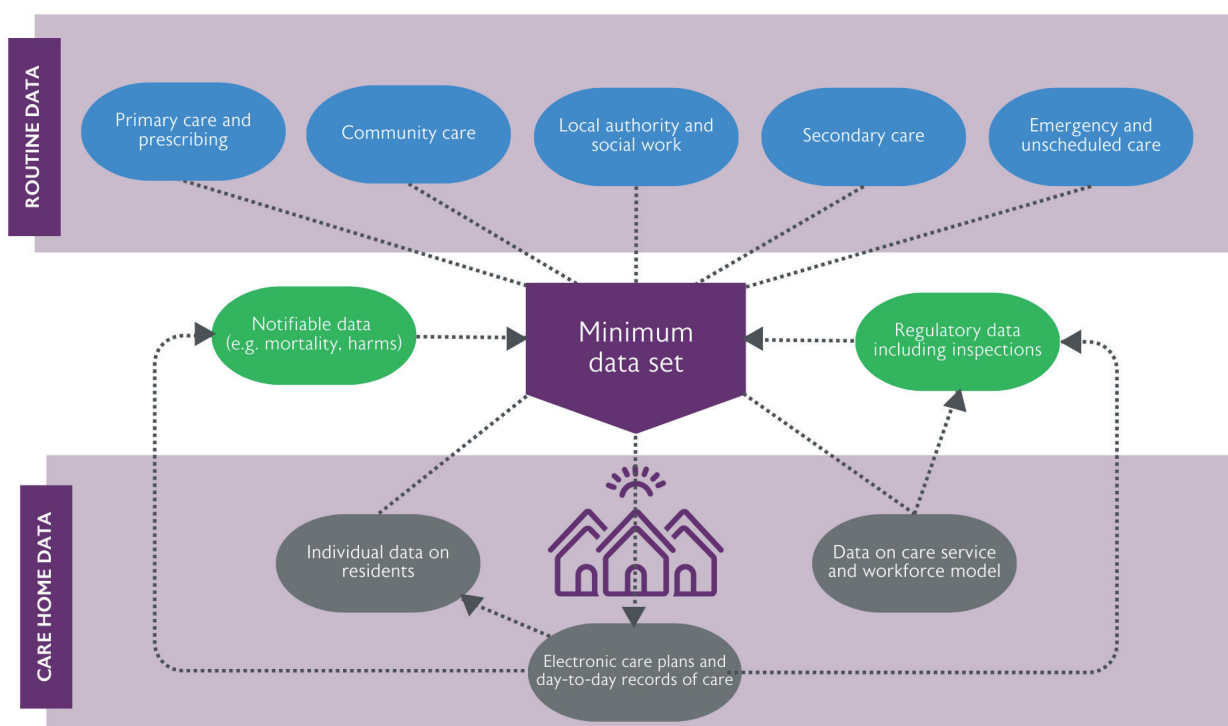 ROUTINE DATA
Primary care and
prescribing
Community care
Local authority and
social work
Secondary care
Emergency and
unscheduled care
Notifiable data
(e.g. mortality, harms)
Minimum
data set
Regulatory data
including inspections
CARE HOME DATA
Individual data on
residents
Data on care service
and workforce model
Electronic care plans and
day-to-day records of care